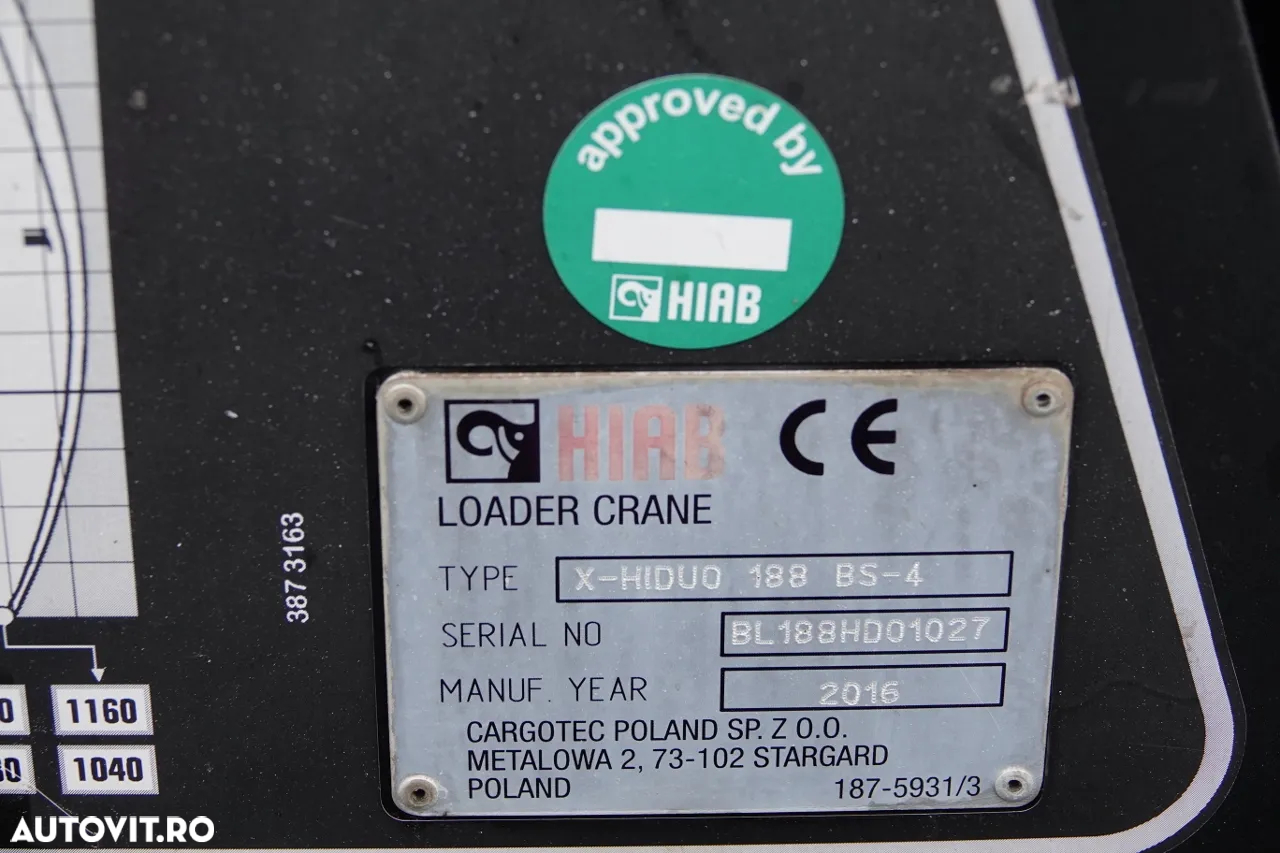 approved by
HIAB
HIAB CE
LOADER CRANE
TYPE X-HIDUO 188 BS-4
SERIAL NO BL188HD01027
MANUF. YEAR 2016
CARGOTEC POLAND SP. Z O.O.
METALOWA 2, 73-102 STARGARD
POLAND 187-5931/3
387 3163
0 1160
1040
AUTOVIT.RO